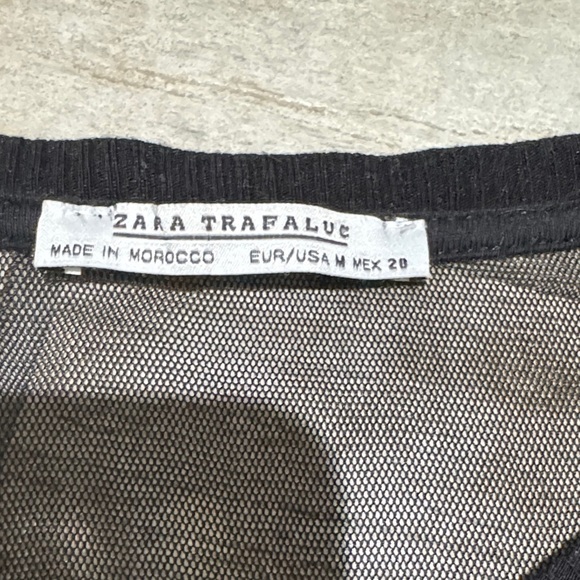 ZARA TRAFALUC
MADE IN MOROCCO EUR/USA M MEX 28